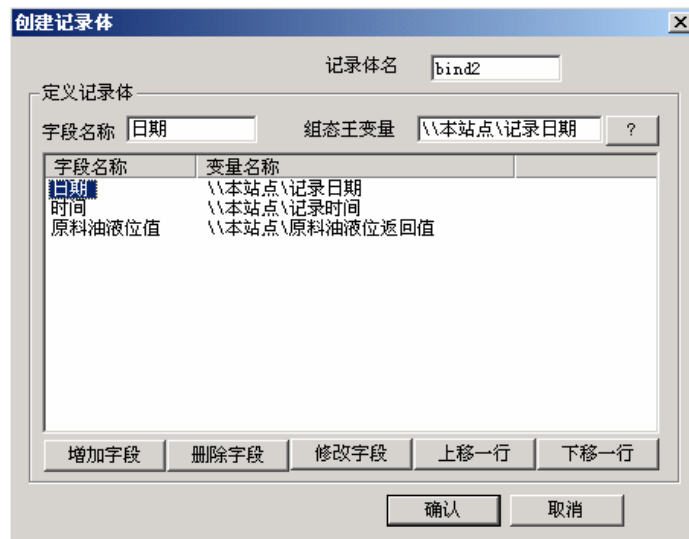 创建记录体
记录体名 bind2
定义记录体
字段名称 日期 组态王变量 \\本站点\记录日期 ?
字段名称 变量名称
日期 \\本站点\记录日期
时间 \\本站点\记录时间
原料油液位值 \\本站点\原料油液位返回值
增加字段 删除字段 修改字段 上移一行 下移一行
确认 取消